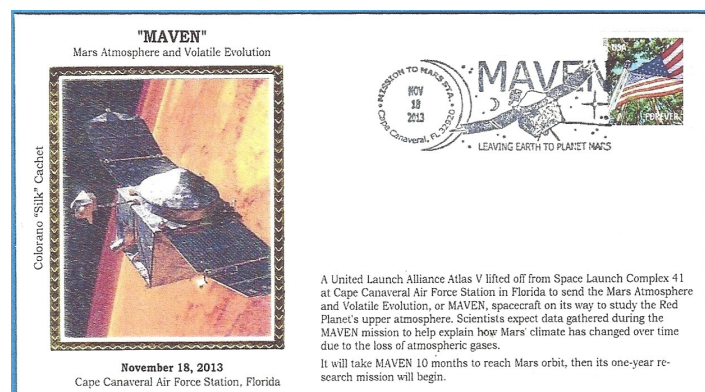 "MAVEN"
Mars Atmosphere and Volatile Evolution
Colorano "Silk" Cachet
November 18, 2013
Cape Canaveral Air Force Station, Florida
MISSION TO MARS STA.
NOV
18
2013
Cape Canaveral, FL 32920
MAVEN
LEAVING EARTH TO PLANET MARS
USA
FOREVER
A United Launch Alliance Atlas V lifted off from Space Launch Complex 41
at Cape Canaveral Air Force Station in Florida to send the Mars Atmosphere
and Volatile Evolution, or MAVEN, spacecraft on its way to study the Red
Planet's upper atmosphere. Scientists expect data gathered during the
MAVEN mission to help explain how Mars' climate has changed over time
due to the loss of atmospheric gases.
It will take MAVEN 10 months to reach Mars orbit, then its one-year re-
search mission will begin.